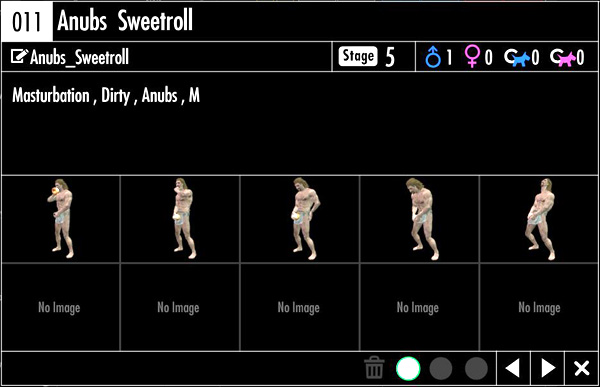 011 Anubs Sweetroll
Anubs_Sweetroll Stage 5 1 0 0 0
Masturbation , Dirty , Anubs , M
No Image No Image No Image No Image No Image